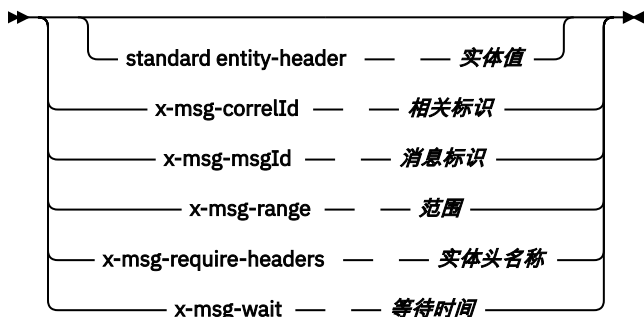 standard entity-header — 实体值
x-msg-correlId — 相关标识
x-msg-msgId — 消息标识
x-msg-range — 范围
x-msg-require-headers — 实体头名称
x-msg-wait — 等待时间